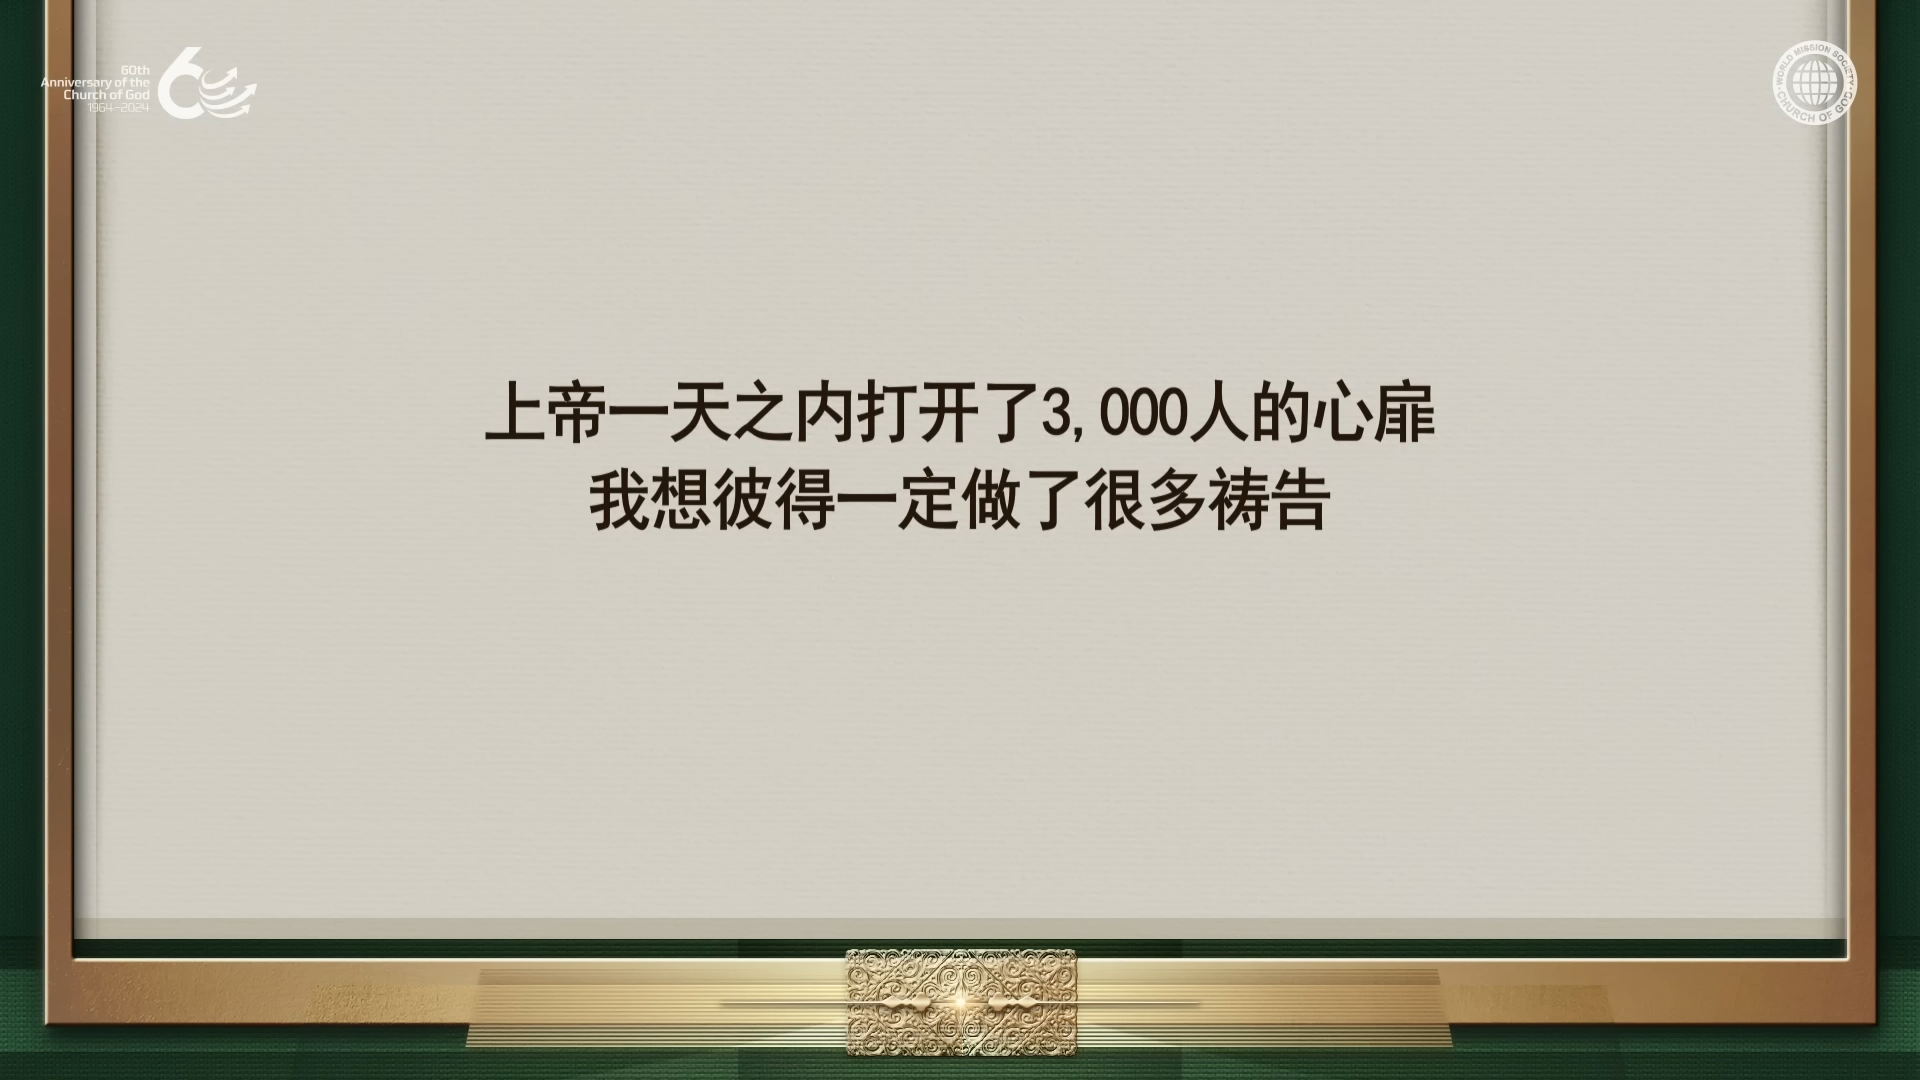 60th
Anniversary of the
Church of God
1964-2024
WORLD MISSION SOCIETY
CHURCH OF GOD
上帝一天之内打开了3,000人的心扉
我想彼得一定做了很多祷告